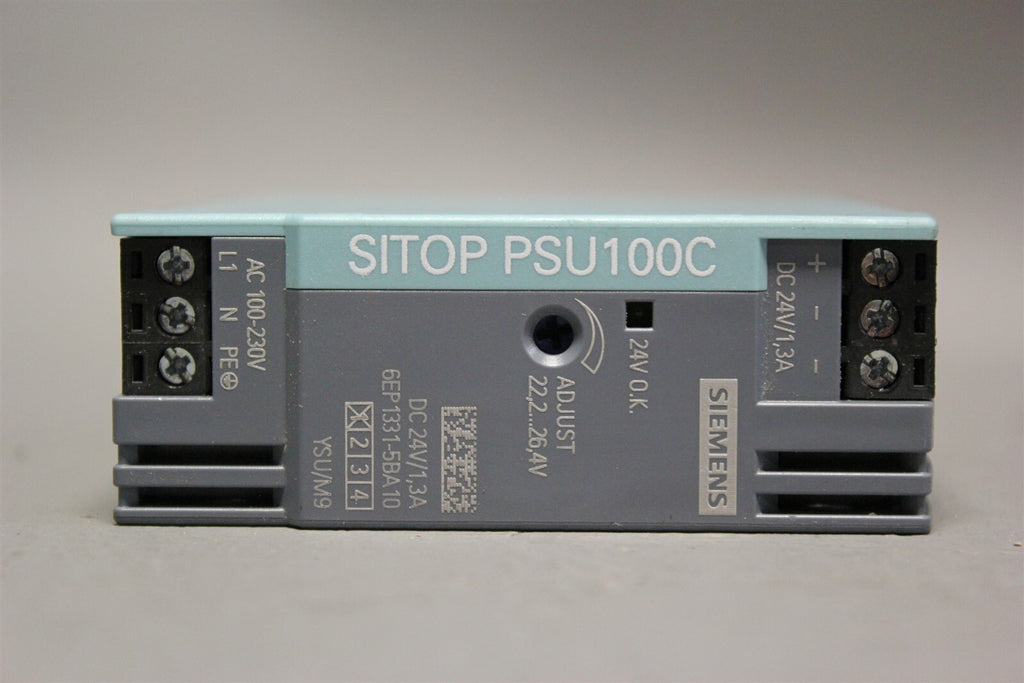 SITOP PSU100C
L1
N
PE
AC 100-230V
+
-
-
DC 24V/1,3A
24V O.K.
ADJUST
22,2...26,4V
SIEMENS
DC 24V/1,3A
6EP1331-5BA10
X 2 3 4
YSU/M9